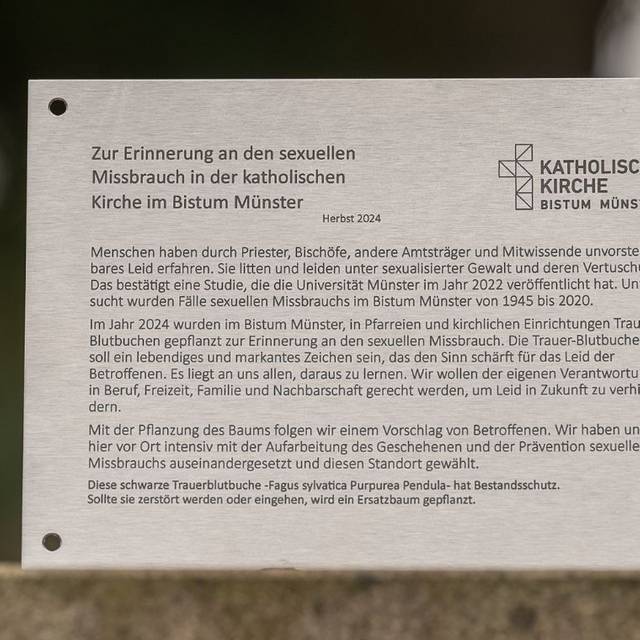 Zur Erinnerung an den sexuellen
Missbrauch in der katholischen
Kirche im Bistum Münster
Herbst 2024
KATHOLISC
KIRCHE
BISTUM MÜNS
Menschen haben durch Priester, Bischöfe, andere Amtsträger und Mitwissende unvorste
bares Leid erfahren. Sie litten und leiden unter sexualisierter Gewalt und deren Vertusch
Das bestätigt eine Studie, die die Universität Münster im Jahr 2022 veröffentlicht hat. Un
sucht wurden Fälle sexuellen Missbrauchs im Bistum Münster von 1945 bis 2020.
Im Jahr 2024 wurden im Bistum Münster, in Pfarreien und kirchlichen Einrichtungen Trau
Blutbuchen gepflanzt zur Erinnerung an den sexuellen Missbrauch. Die Trauer-Blutbuche
soll ein lebendiges und markantes Zeichen sein, das den Sinn schärft für das Leid der
Betroffenen. Es liegt an uns allen, daraus zu lernen. Wir wollen der eigenen Verantwortu
in Beruf, Freizeit, Familie und Nachbarschaft gerecht werden, um Leid in Zukunft zu verhi
dern.
Mit der Pflanzung des Baums folgen wir einem Vorschlag von Betroffenen. Wir haben un
hier vor Ort intensiv mit der Aufarbeitung des Geschehenen und der Prävention sexuelle
Missbrauchs auseinandergesetzt und diesen Standort gewählt.
Diese schwarze Trauerblutbuche -Fagus sylvatica Purpurea Pendula- hat Bestandsschutz.
Sollte sie zerstört werden oder eingehen, wird ein Ersatzbaum gepflanzt.